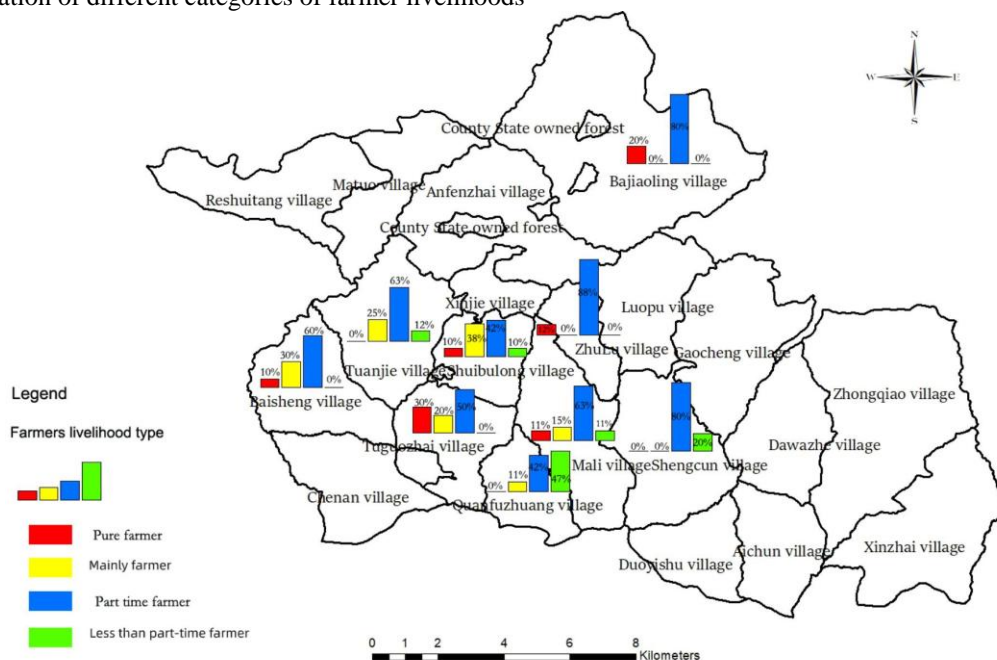 ation of different categories of farmer livelihoods
N
W E
S
County State owned forest
20%
0%
80%
0%
Bajiaoling village
Matuo village
Reshuitang village
Anfenzhai village
County State owned forest
Xinjie village
Luopu village
0%
25%
63%
12%
Tuanjie village
10%
38%
42%
10%
Shuibulong village
0%
88%
0%
ZhuLu village
Gaocheng village
10%
30%
60%
0%
Baisheng village
30%
20%
50%
0%
Tuguozhai village
11%
15%
63%
11%
Mali village
0%
0%
80%
20%
Shengcun village
Zhongqiao village
Dawazhe village
0%
11%
42%
47%
Quanfuzhuang village
Chenan village
Duoyishu village
Aichun village
Xinzhai village
Legend
Farmers livelihood type
Pure farmer
Mainly farmer
Part time farmer
Less than part-time farmer
0 1 2 4 6 8
Kilometers